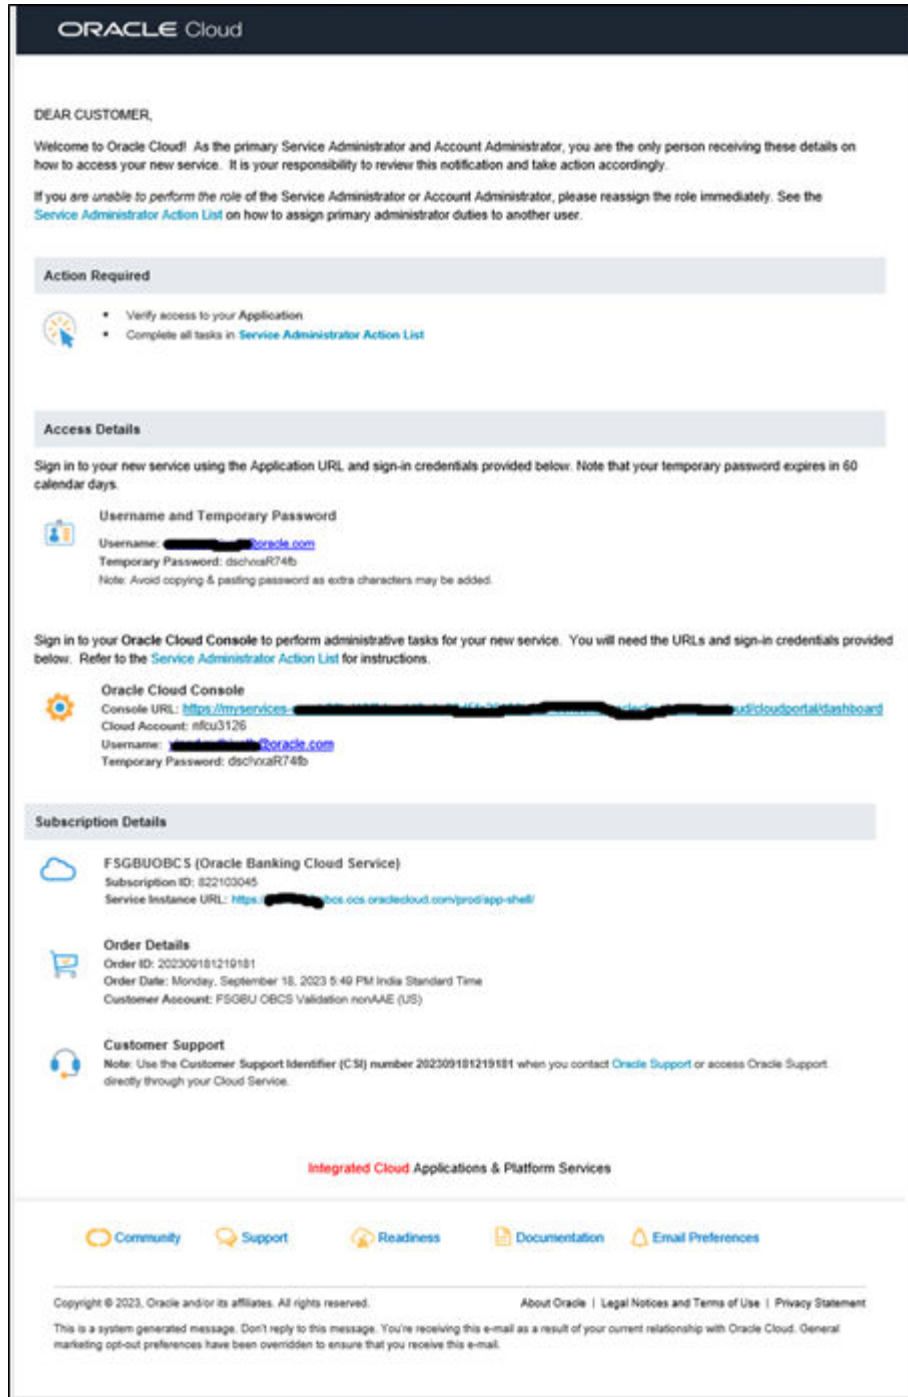 ORACLE Cloud
DEAR CUSTOMER,
Welcome to Oracle Cloud! As the primary Service Administrator and Account Administrator, you are the only person receiving these details on
how to access your new service. It is your responsibility to review this notification and take action accordingly.
If you are unable to perform the role of the Service Administrator or Account Administrator, please reassign the role immediately. See the
Service Administrator Action List on how to assign primary administrator duties to another user.
Action Required
• Verify access to your Application
• Complete all tasks in Service Administrator Action List
Access Details
Sign in to your new service using the Application URL and sign-in credentials provided below. Note that your temporary password expires in 60
calendar days.
Username and Temporary Password
Username: @oracle.com
Temporary Password:
Note: Avoid copying & pasting password as extra characters may be added.
Sign in to your Oracle Cloud Console to perform administrative tasks for your new service. You will need the URLs and sign-in credentials provided
below. Refer to the Service Administrator Action List for instructions.
Oracle Cloud Console
Console URL: https://myservices- ud/cloudportal/dashboard
Cloud Account: nfcu3126
Username: @oracle.com
Temporary Password:
Subscription Details
FSGBUOBCS (Oracle Banking Cloud Service)
Subscription ID: 822103045
Service Instance URL: https:/ obcs.ocs.oraclecloud.com/prod/app-shell/
Order Details
Order ID: 202309181219181
Order Date: Monday, September 18, 2023 5:49 PM India Standard Time
Customer Account: FSGBU OBCS Validation nonAAE (US)
Customer Support
Note: Use the Customer Support Identifier (CSI) number 202309181219181 when you contact Oracle Support or access Oracle Support
directly through your Cloud Service.
Integrated Cloud Applications & Platform Services
Community Support Readiness Documentation Email Preferences
Copyright © 2023, Oracle and/or its affiliates. All rights reserved. About Oracle | Legal Notices and Terms of Use | Privacy Statement
This is a system generated message. Don't reply to this message. You're receiving this e-mail as a result of your current relationship with Oracle Cloud. General
marketing opt-out preferences have been overridden to ensure that you receive this e-mail.